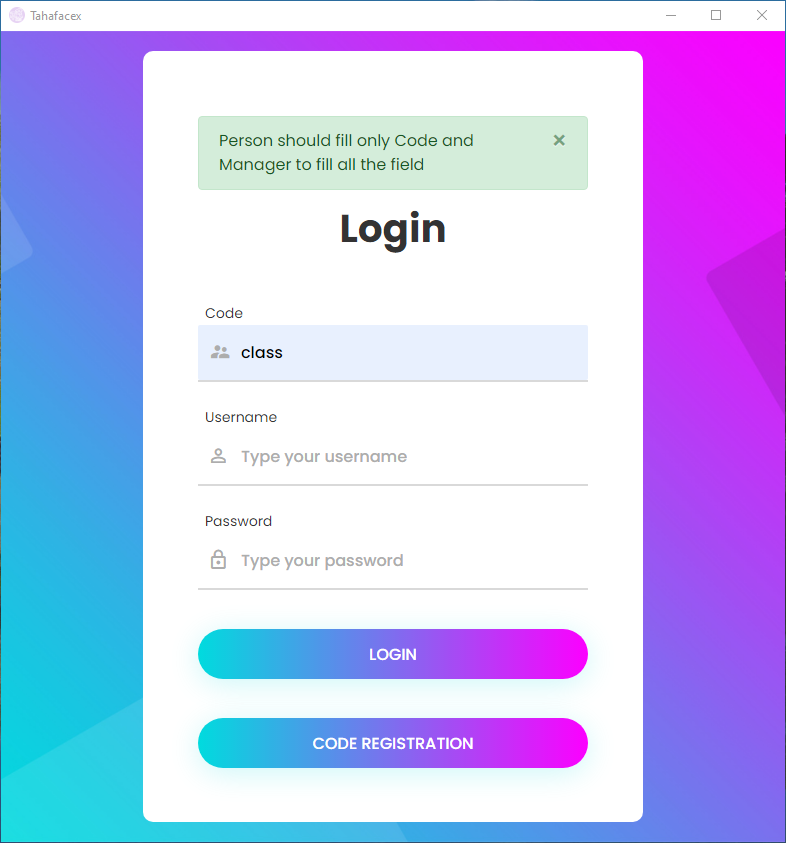 Tahafacex
Person should fill only Code and
Manager to fill all the field
Login
Code
class
Username
Type your username
Password
Type your password
LOGIN
CODE REGISTRATION